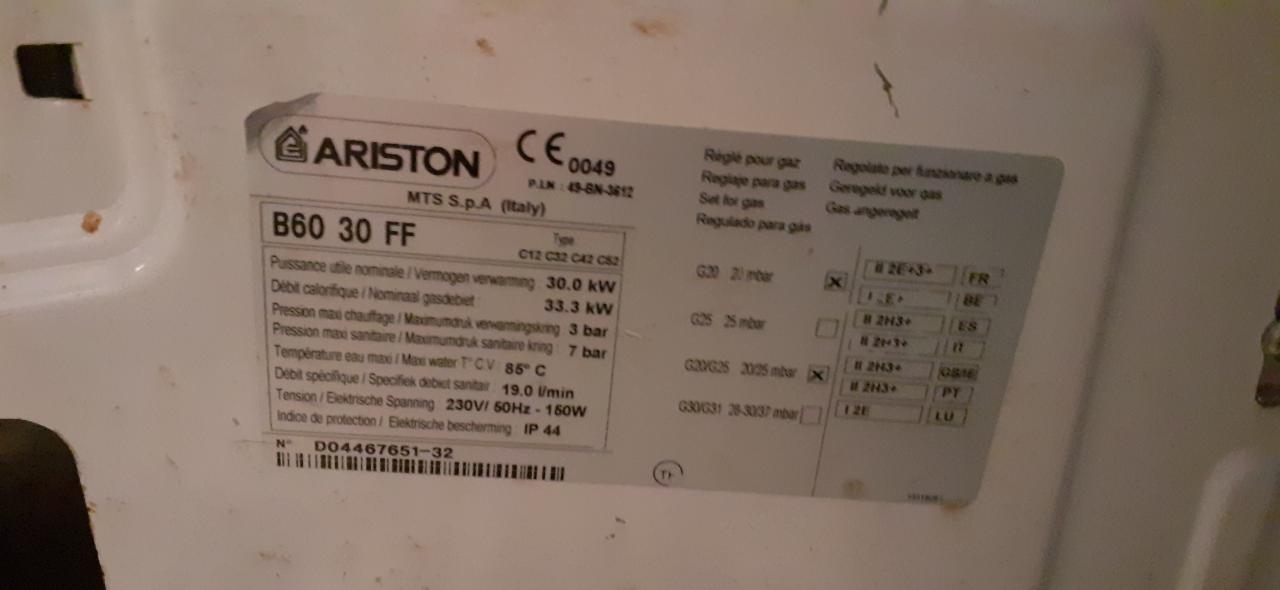 ARISTON
CE 0049
P.I.N : 49-BN-3612
MTS S.p.A (Italy)
B60 30 FF
Type
C12 C32 C42 C52
Puissance utile nominale / Vermogen verwarming : 30.0 kW
Débit calorifique / Nominaal gasdebiet : 33.3 kW
Pression maxi chauffage / Maximumdruk verwarmingskring : 3 bar
Pression maxi sanitaire / Maximumdruk sanitaire kring : 7 bar
Température eau maxi / Maxi water T° C.V : 85° C
Débit spécifique / Specifiek debiet sanitair : 19.0 l/min
Tension / Elektrische Spanning : 230V/ 50Hz - 150W
Indice de protection / Elektrische bescherming : IP 44
N° D04467651-32
Réglé pour gaz
Reglaje para gas
Set for gas
Regulado para gás
Regolato per funzionare a gas
Geregeld voor gas
Gas angeregelt
G20 mbar
G25 25 mbar
G20/G25 20/25 mbar
G30/G31 28-30/37 mbar
II 2E+3+ FR
BE
II 2H3+ ES
II 2H3+ IT
II 2H3+ GB/IE
II 2H3+ PT
I 2E LU